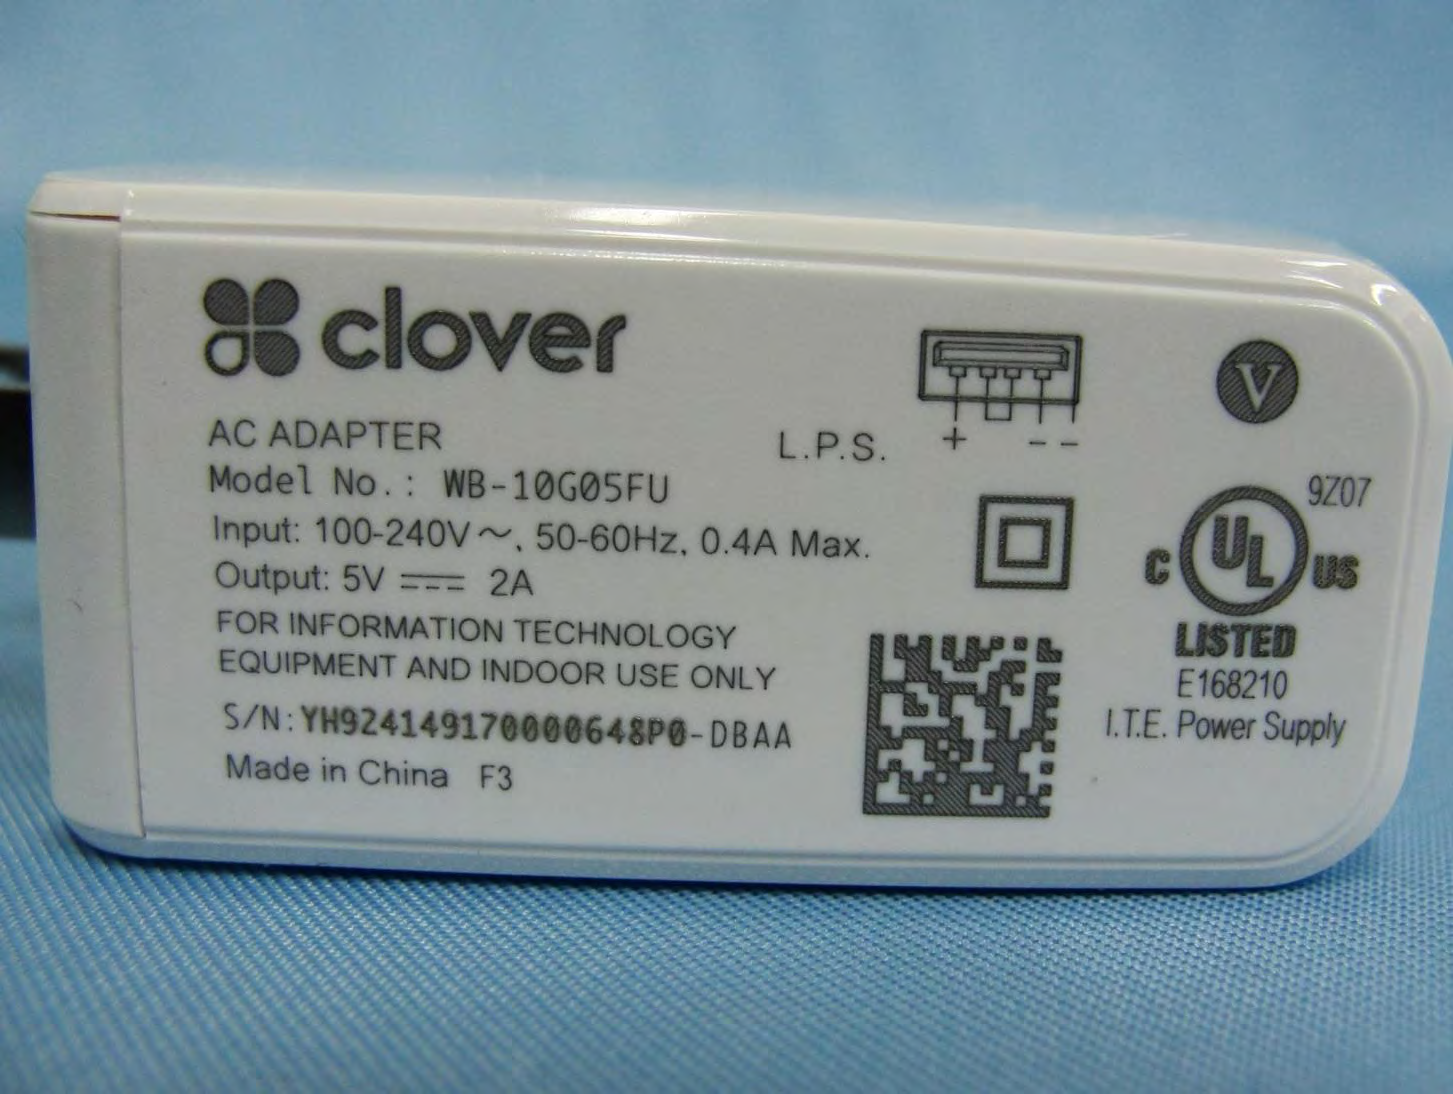 clover
AC ADAPTER
Model No.: WB-10G05FU
Input: 100-240V～, 50-60Hz, 0.4A Max.
Output: 5V ⎓ 2A
FOR INFORMATION TECHNOLOGY
EQUIPMENT AND INDOOR USE ONLY
S/N:YH924149170000648P0-DBAA
Made in China F3
L.P.S.
+ - -
V
9Z07
C UL US
LISTED
E168210
I.T.E. Power Supply